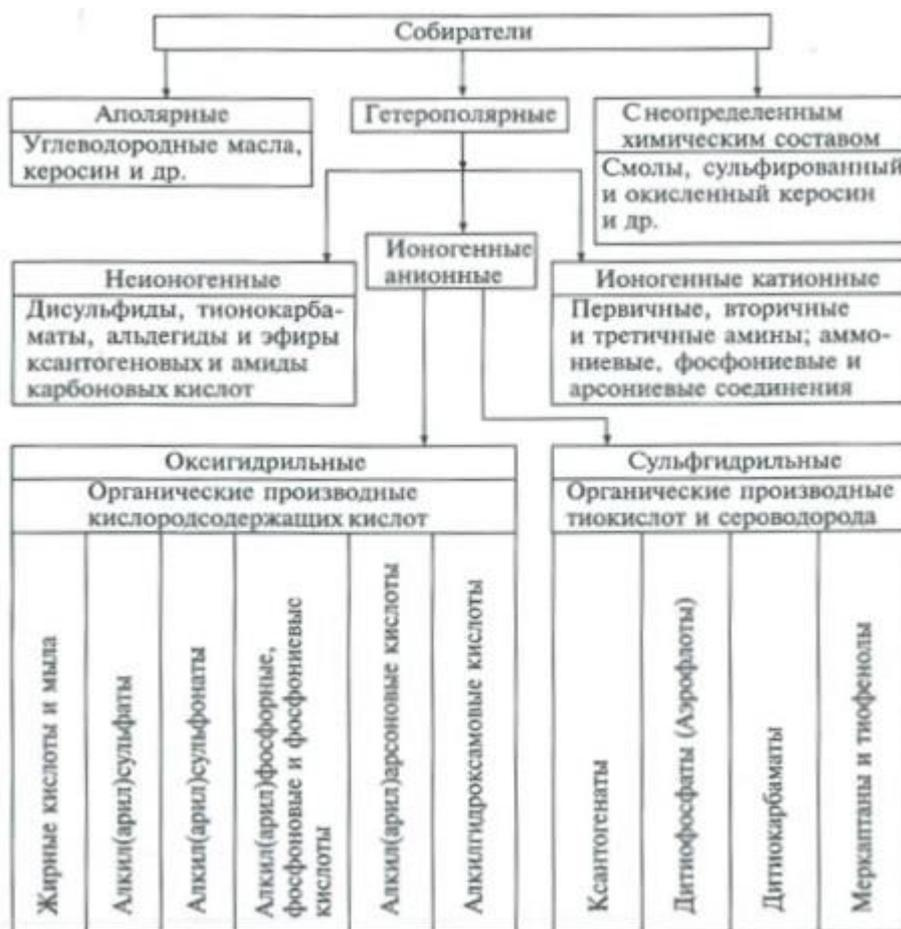 Собиратели
Аполярные
Углеводородные масла,
керосин и др.
Гетерополярные
С неопределенным
химическим составом
Смолы, сульфированный
и окисленный керосин
и др.
Неионогенные
Дисульфиды, тионокарба-
маты, альдегиды и эфиры
ксантогеновых и амиды
карбоновых кислот
Ионогенные
анионные
Ионогенные катионные
Первичные, вторичные
и третичные амины; аммо-
ниевые, фосфониевые и
арсониевые соединения
Оксигидрильные
Органические производные
кислородсодержащих кислот
Жирные кислоты и мыла
Алкил(арил)сульфаты
Алкил(арил)сульфонаты
Алкил(арил)фосфорные,
фосфоновые и фосфониевые
кислоты
Алкил(арил)арсоновые кислоты
Алкилгидроксамовые кислоты
Сульфгидрильные
Органические производные
тиокислот и сероводорода
Ксантогенаты
Дитиофосфаты (Аэрофлоты)
Дитиокарбаматы
Меркаптаны и тиофенолы